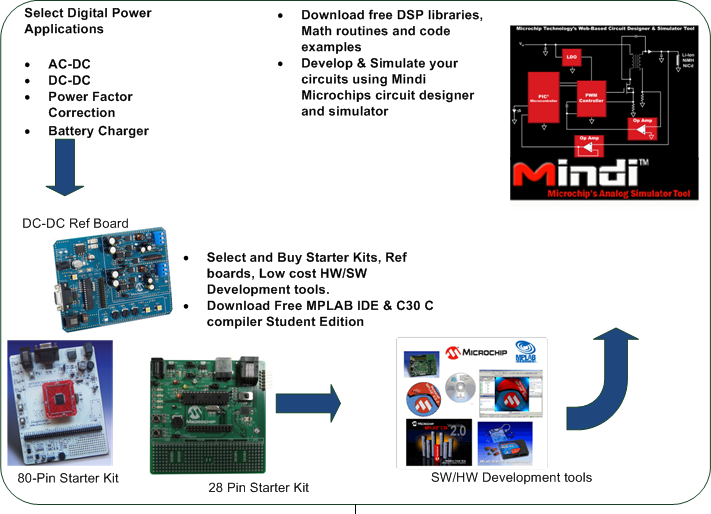 Select Digital Power
Applications
• AC-DC
• DC-DC
• Power Factor
Correction
• Battery Charger
• Download free DSP libraries,
Math routines and code
examples
• Develop & Simulate your
circuits using Mindi
Microchips circuit designer
and simulator
Microchip Technology's Web-Based Circuit Designer & Simulator Tool
LDO
Li-Ion
NiMH
NiCd
PIC®
Microcontroller
PWM
Controller
Op Amp
Op Amp
Mindi™
Microchip's Analog Simulator Tool
DC-DC Ref Board
• Select and Buy Starter Kits, Ref
boards, Low cost HW/SW
Development tools.
• Download Free MPLAB IDE & C30 C
compiler Student Edition
MICROCHIP
MICROCHIP
MPLAB
MICROCHIP
2.0
80-Pin Starter Kit
28 Pin Starter Kit
SW/HW Development tools